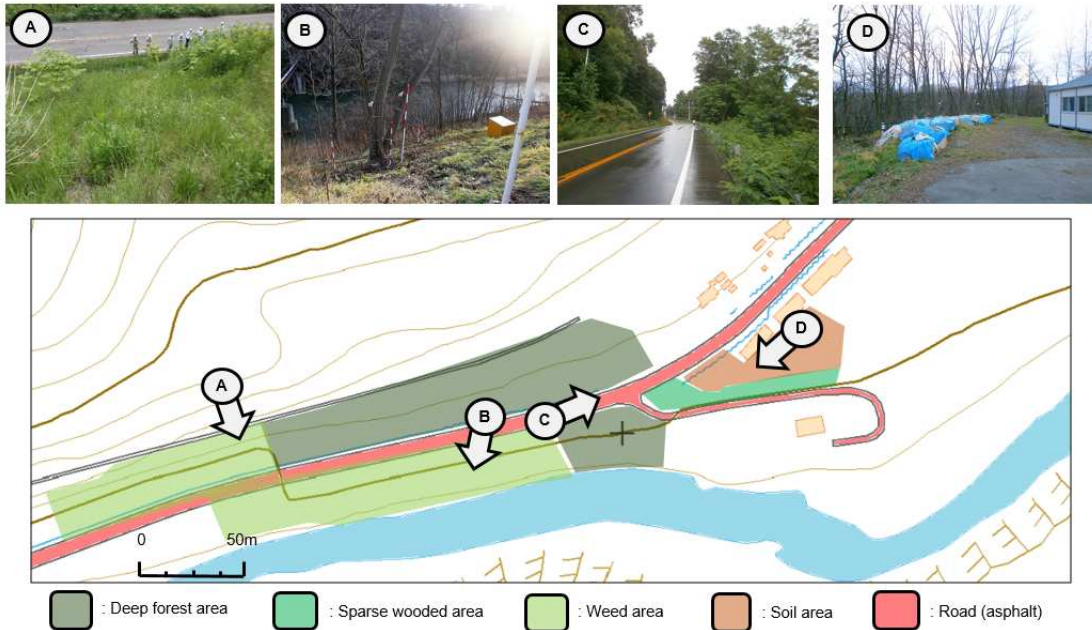 A
B
C
D
A
B
C
D
0 50m
: Deep forest area
: Sparse wooded area
: Weed area
: Soil area
: Road (asphalt)